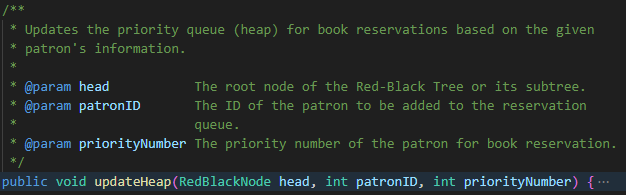 /**
 * Updates the priority queue (heap) for book reservations based on the given
 * patron's information.
 *
 * @param head           The root node of the Red-Black Tree or its subtree.
 * @param patronID       The ID of the patron to be added to the reservation
 *                       queue.
 * @param priorityNumber The priority number of the patron for book reservation.
 */
public void updateHeap(RedBlackNode head, int patronID, int priorityNumber) {…